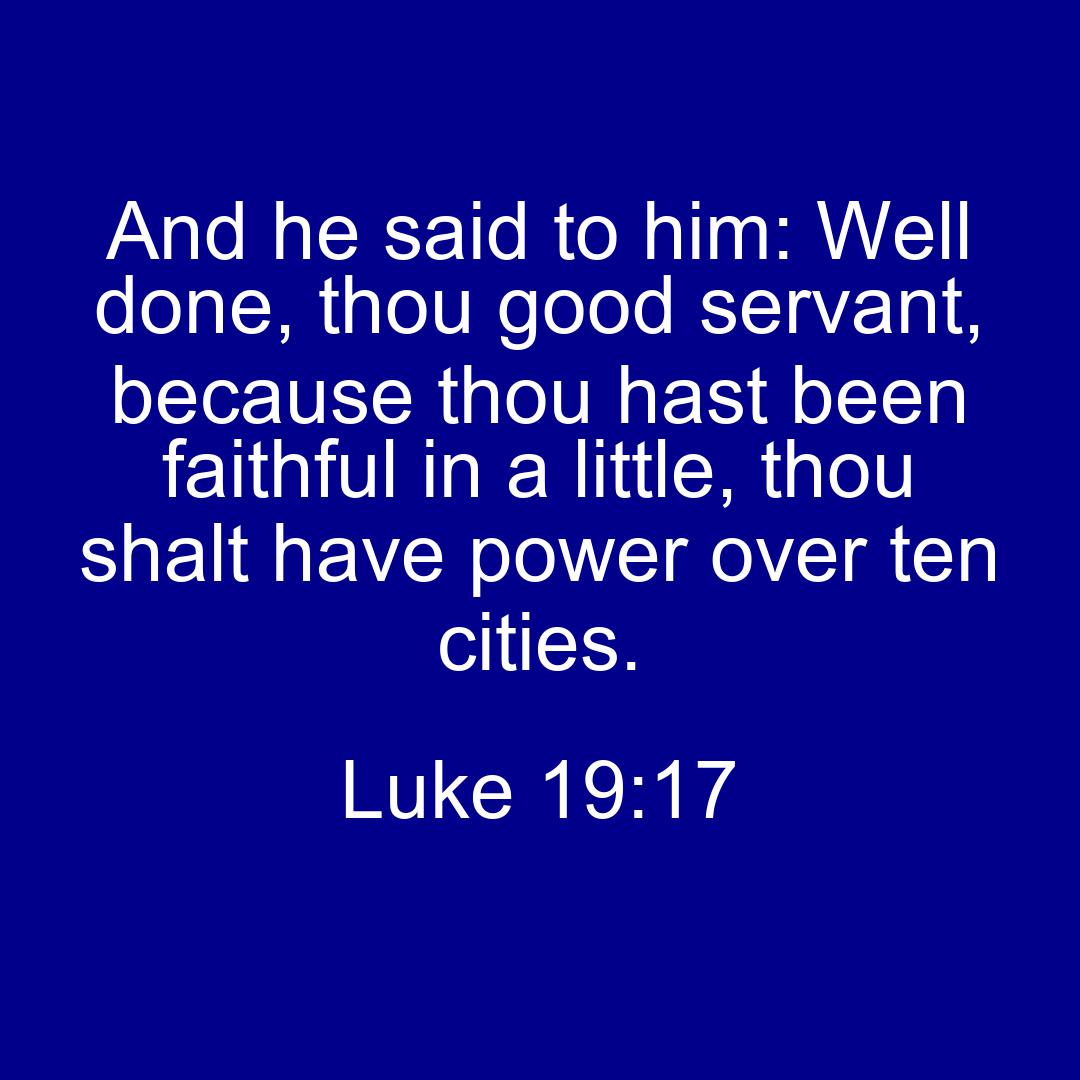 And he said to him: Well
done, thou good servant,
because thou hast been
faithful in a little, thou
shalt have power over ten
cities.
Luke 19:17